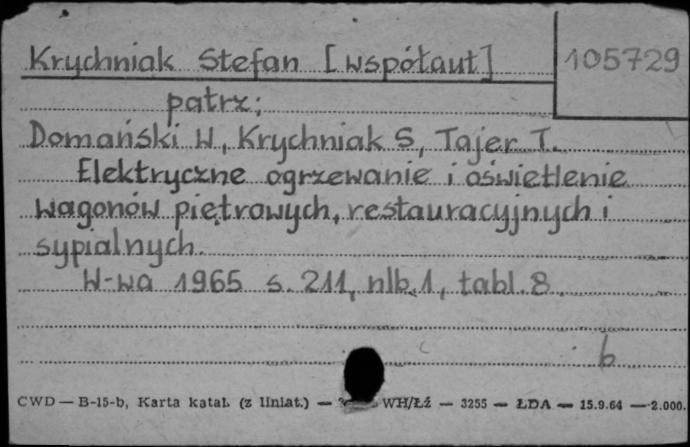 Krychniak Stefan [współaut]
105729
patrz;
Domański W, Krychniak S, Tajer T.
Elektryczne ogrzewanie i oświetlenie
wagonów piętrowych, restauracyjnych i
sypialnych.
W-wa 1965 s. 211, nlb. 1, tabl. 8.
b
CWD — B-15-b, Karta katal. (z liniat.) — WH/Łź — 3255 — ŁDA — 15.9.64 — 2.000.